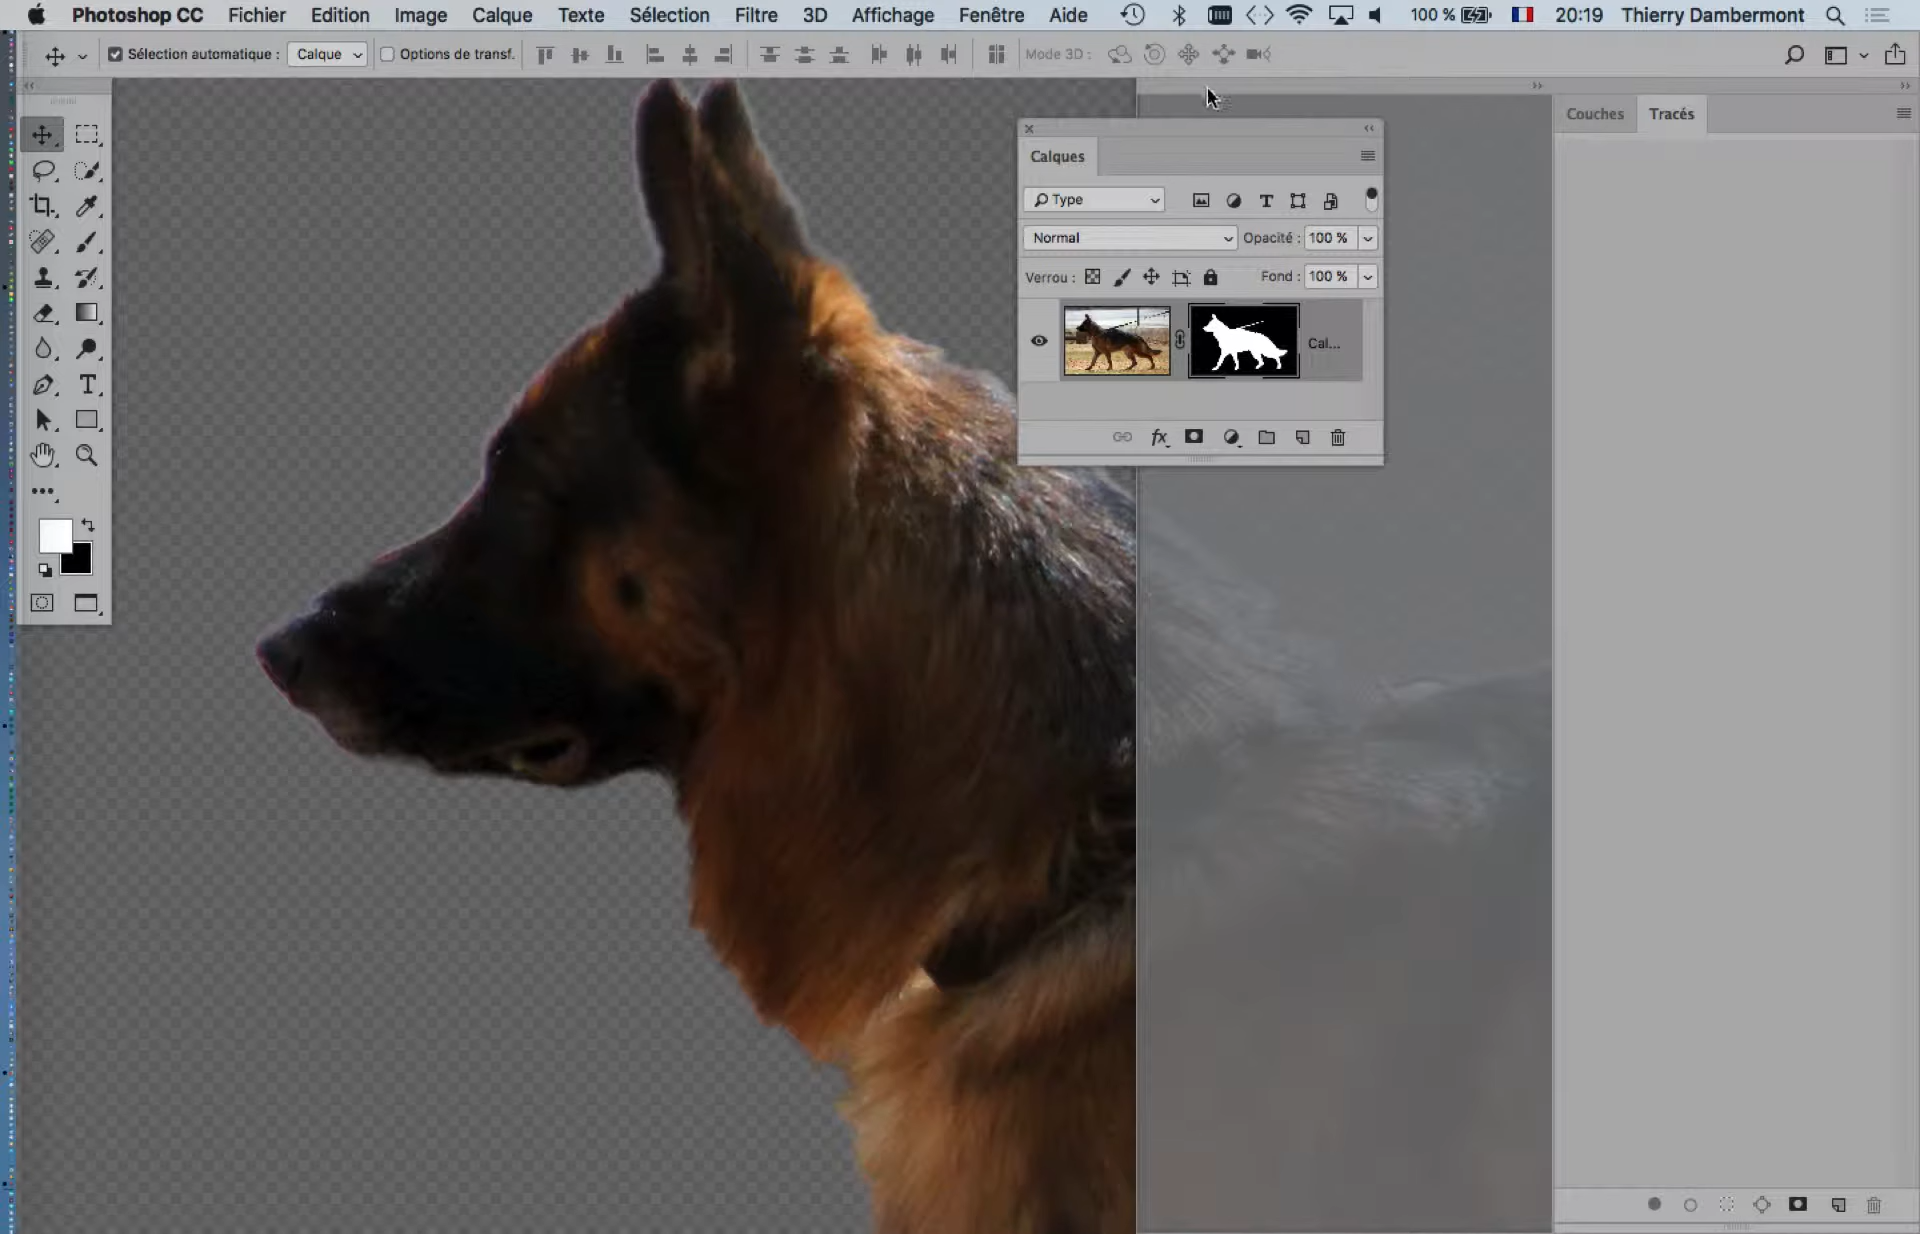 Photoshop CC Fichier Edition Image Calque Texte Sélection Filtre 3D Affichage Fenêtre Aide 100 % 20:19 Thierry Dambermont
Sélection automatique : Calque Options de transf. Mode 3D :
Couches Tracés
Calques
Type
Normal Opacité : 100 %
Verrou : Fond : 100 %
Cal...